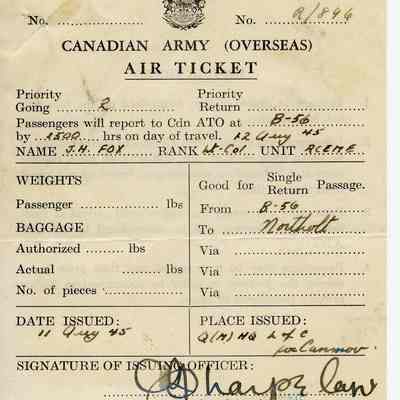 No. .................... No. R/896
CANADIAN ARMY (OVERSEAS)
AIR TICKET
Priority Priority
Going ......2............ Return ........................
Passengers will report to Cdn ATO at ....B-56....
by .1500.... hrs on day of travel. 12 Aug 45
NAME J.H. FOX RANK Lt-Col UNIT RCEME
WEIGHTS
Passenger .................. lbs
BAGGAGE
Authorized ......... lbs
Actual ............... lbs
No. of pieces ..................
Good for Single Return Passage.
From B-56
To Northolt
Via ........................
Via ........................
Via ........................
DATE ISSUED:
11 Aug 45
PLACE ISSUED:
Q(M) HQ L of C
SIGNATURE OF ISSUING OFFICER: